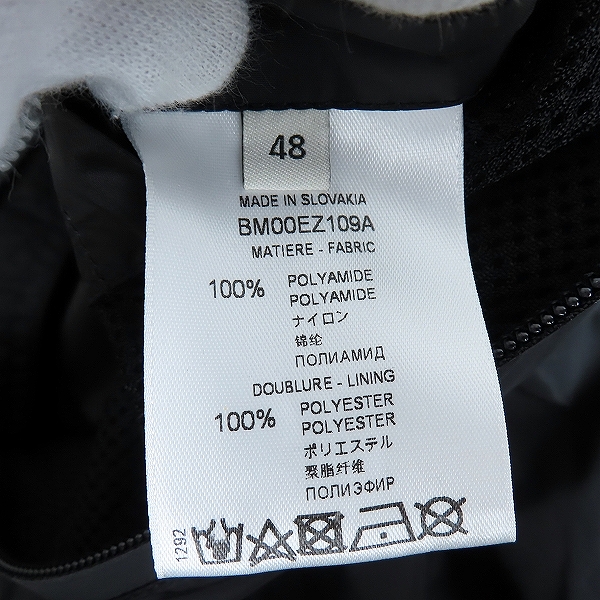 48
MADE IN SLOVAKIA
BM00EZ109A
MATIERE - FABRIC
100% POLYAMIDE
POLYAMIDE
ナイロン
锦纶
ПОЛИАМИД
DOUBLURE - LINING
100% POLYESTER
POLYESTER
ポリエステル
聚脂纤维
ПОЛИЭФИР
1292